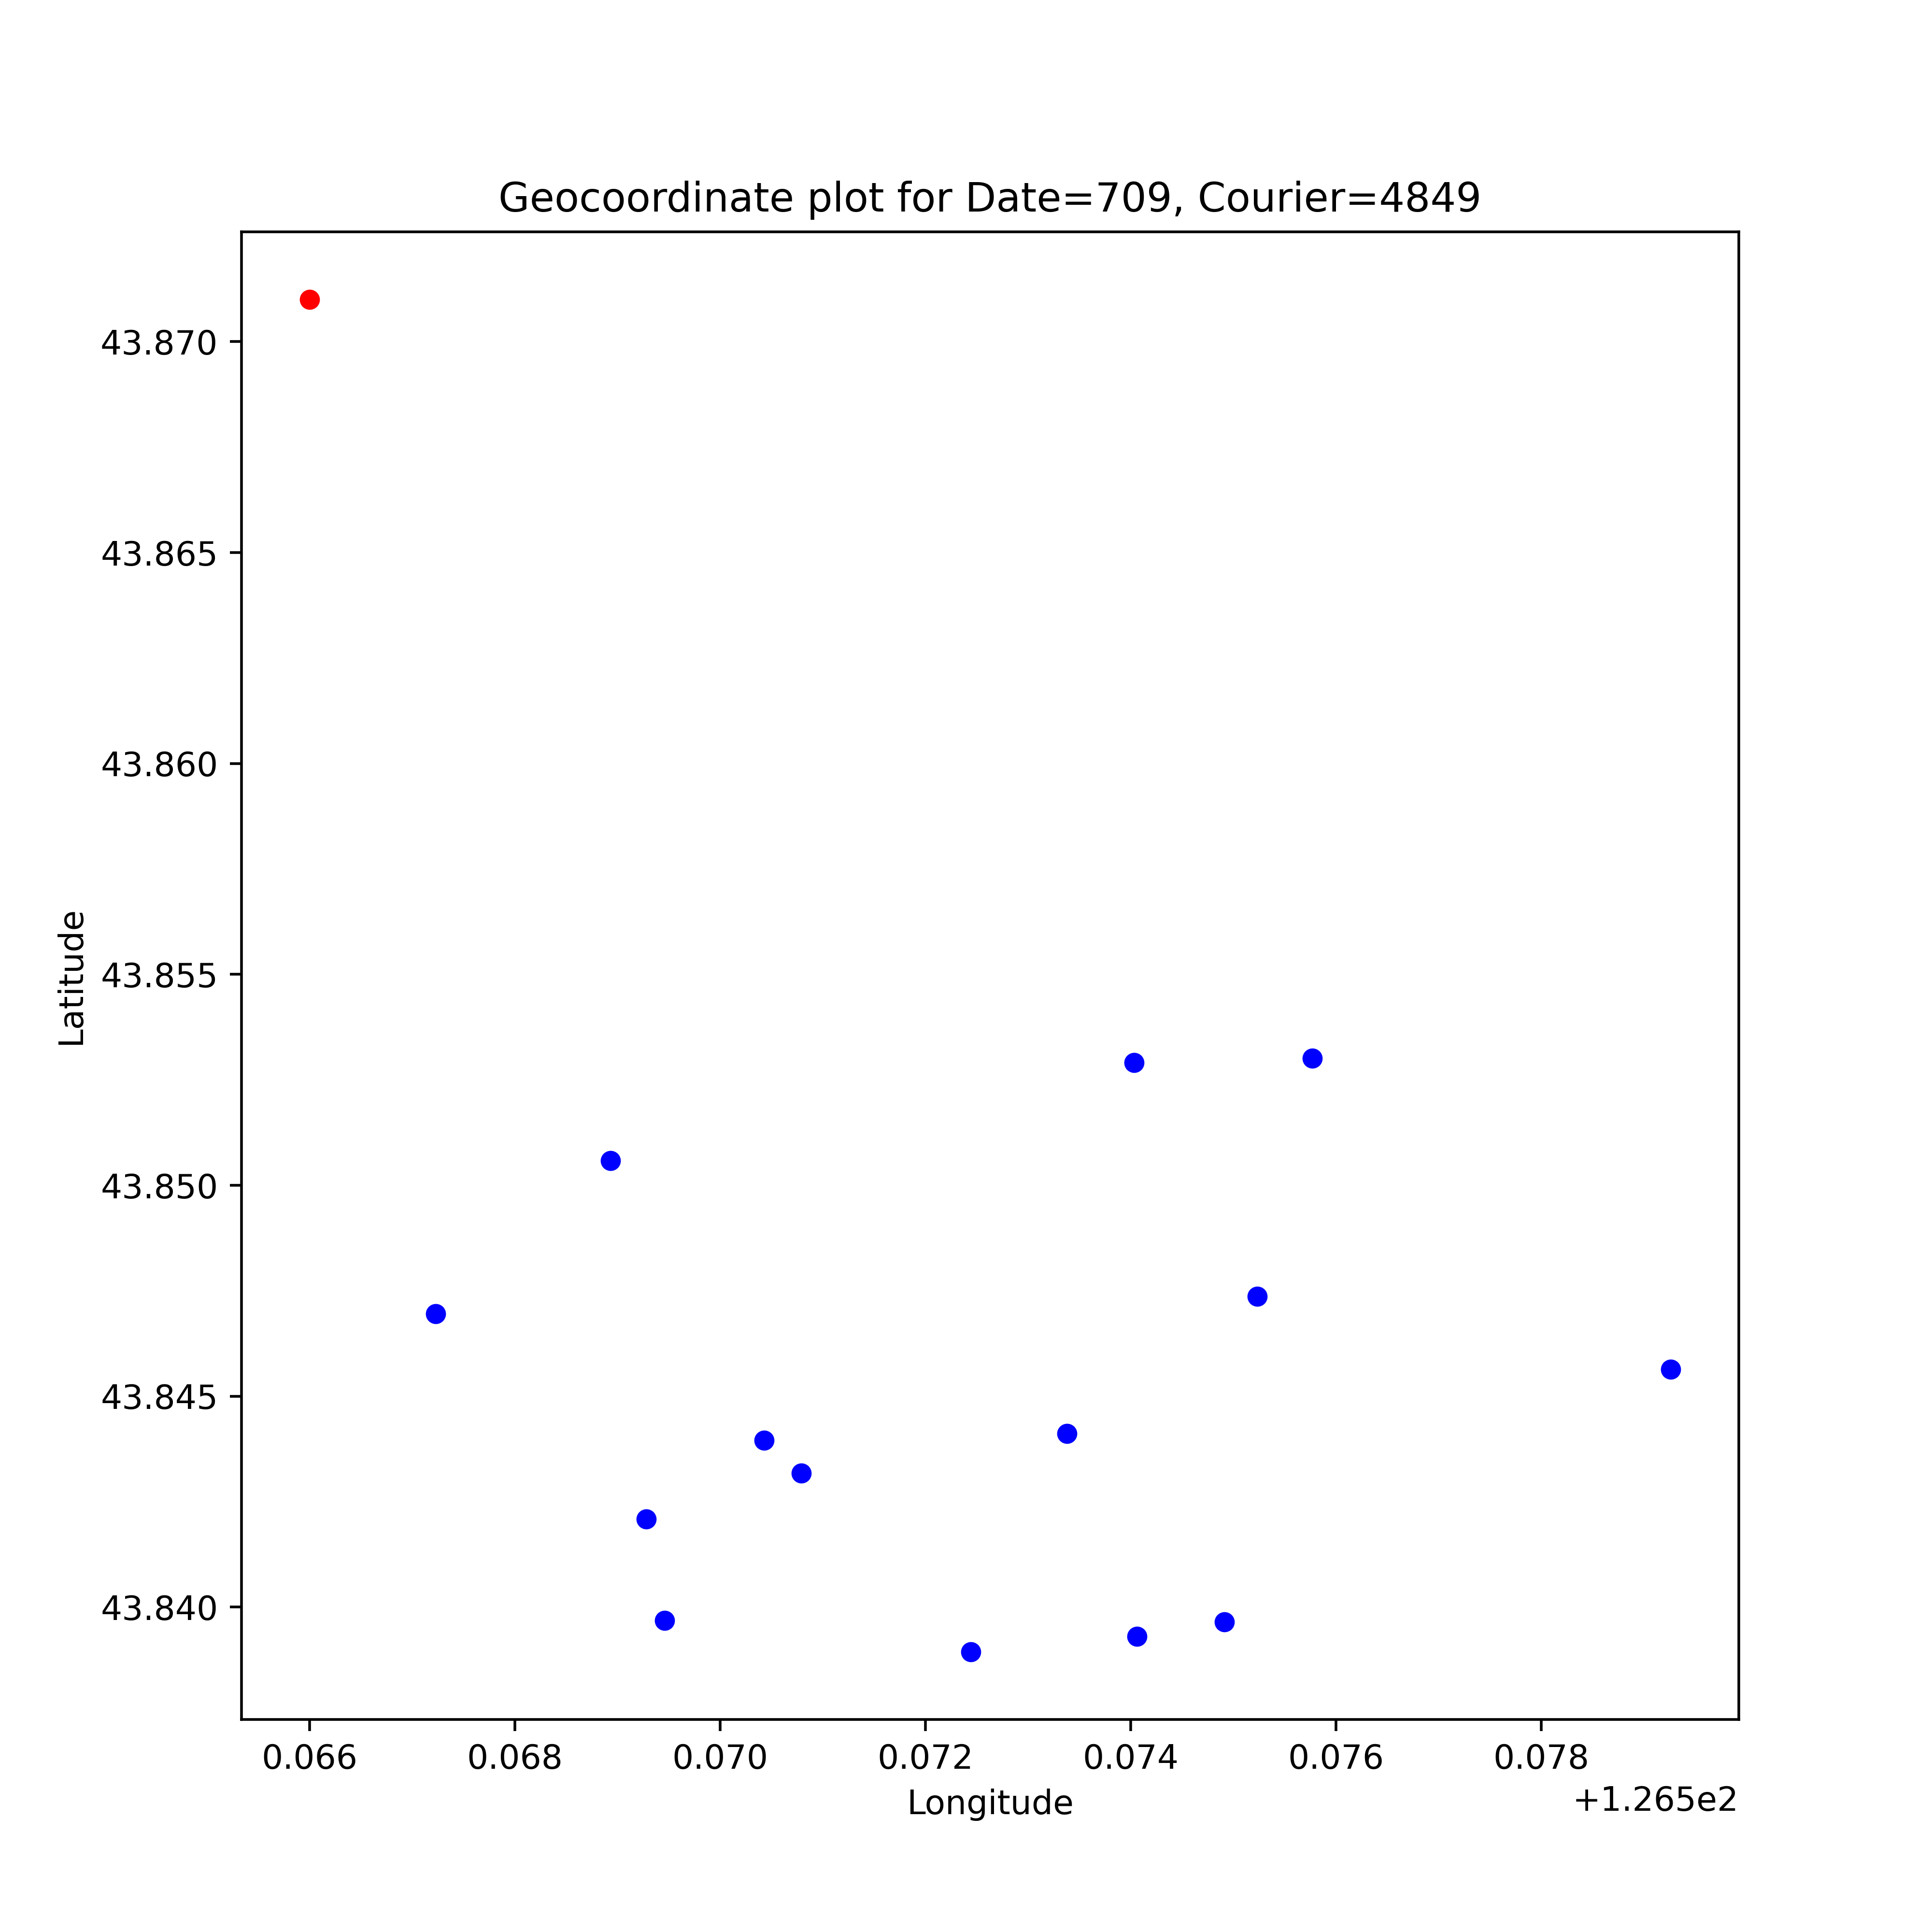 Geocoordinate plot for Date=709, Courier=4849
43.870
43.865
43.860
43.855
43.850
43.845
43.840
Latitude
0.066 0.068 0.070 0.072 0.074 0.076 0.078
+1.265e2
Longitude